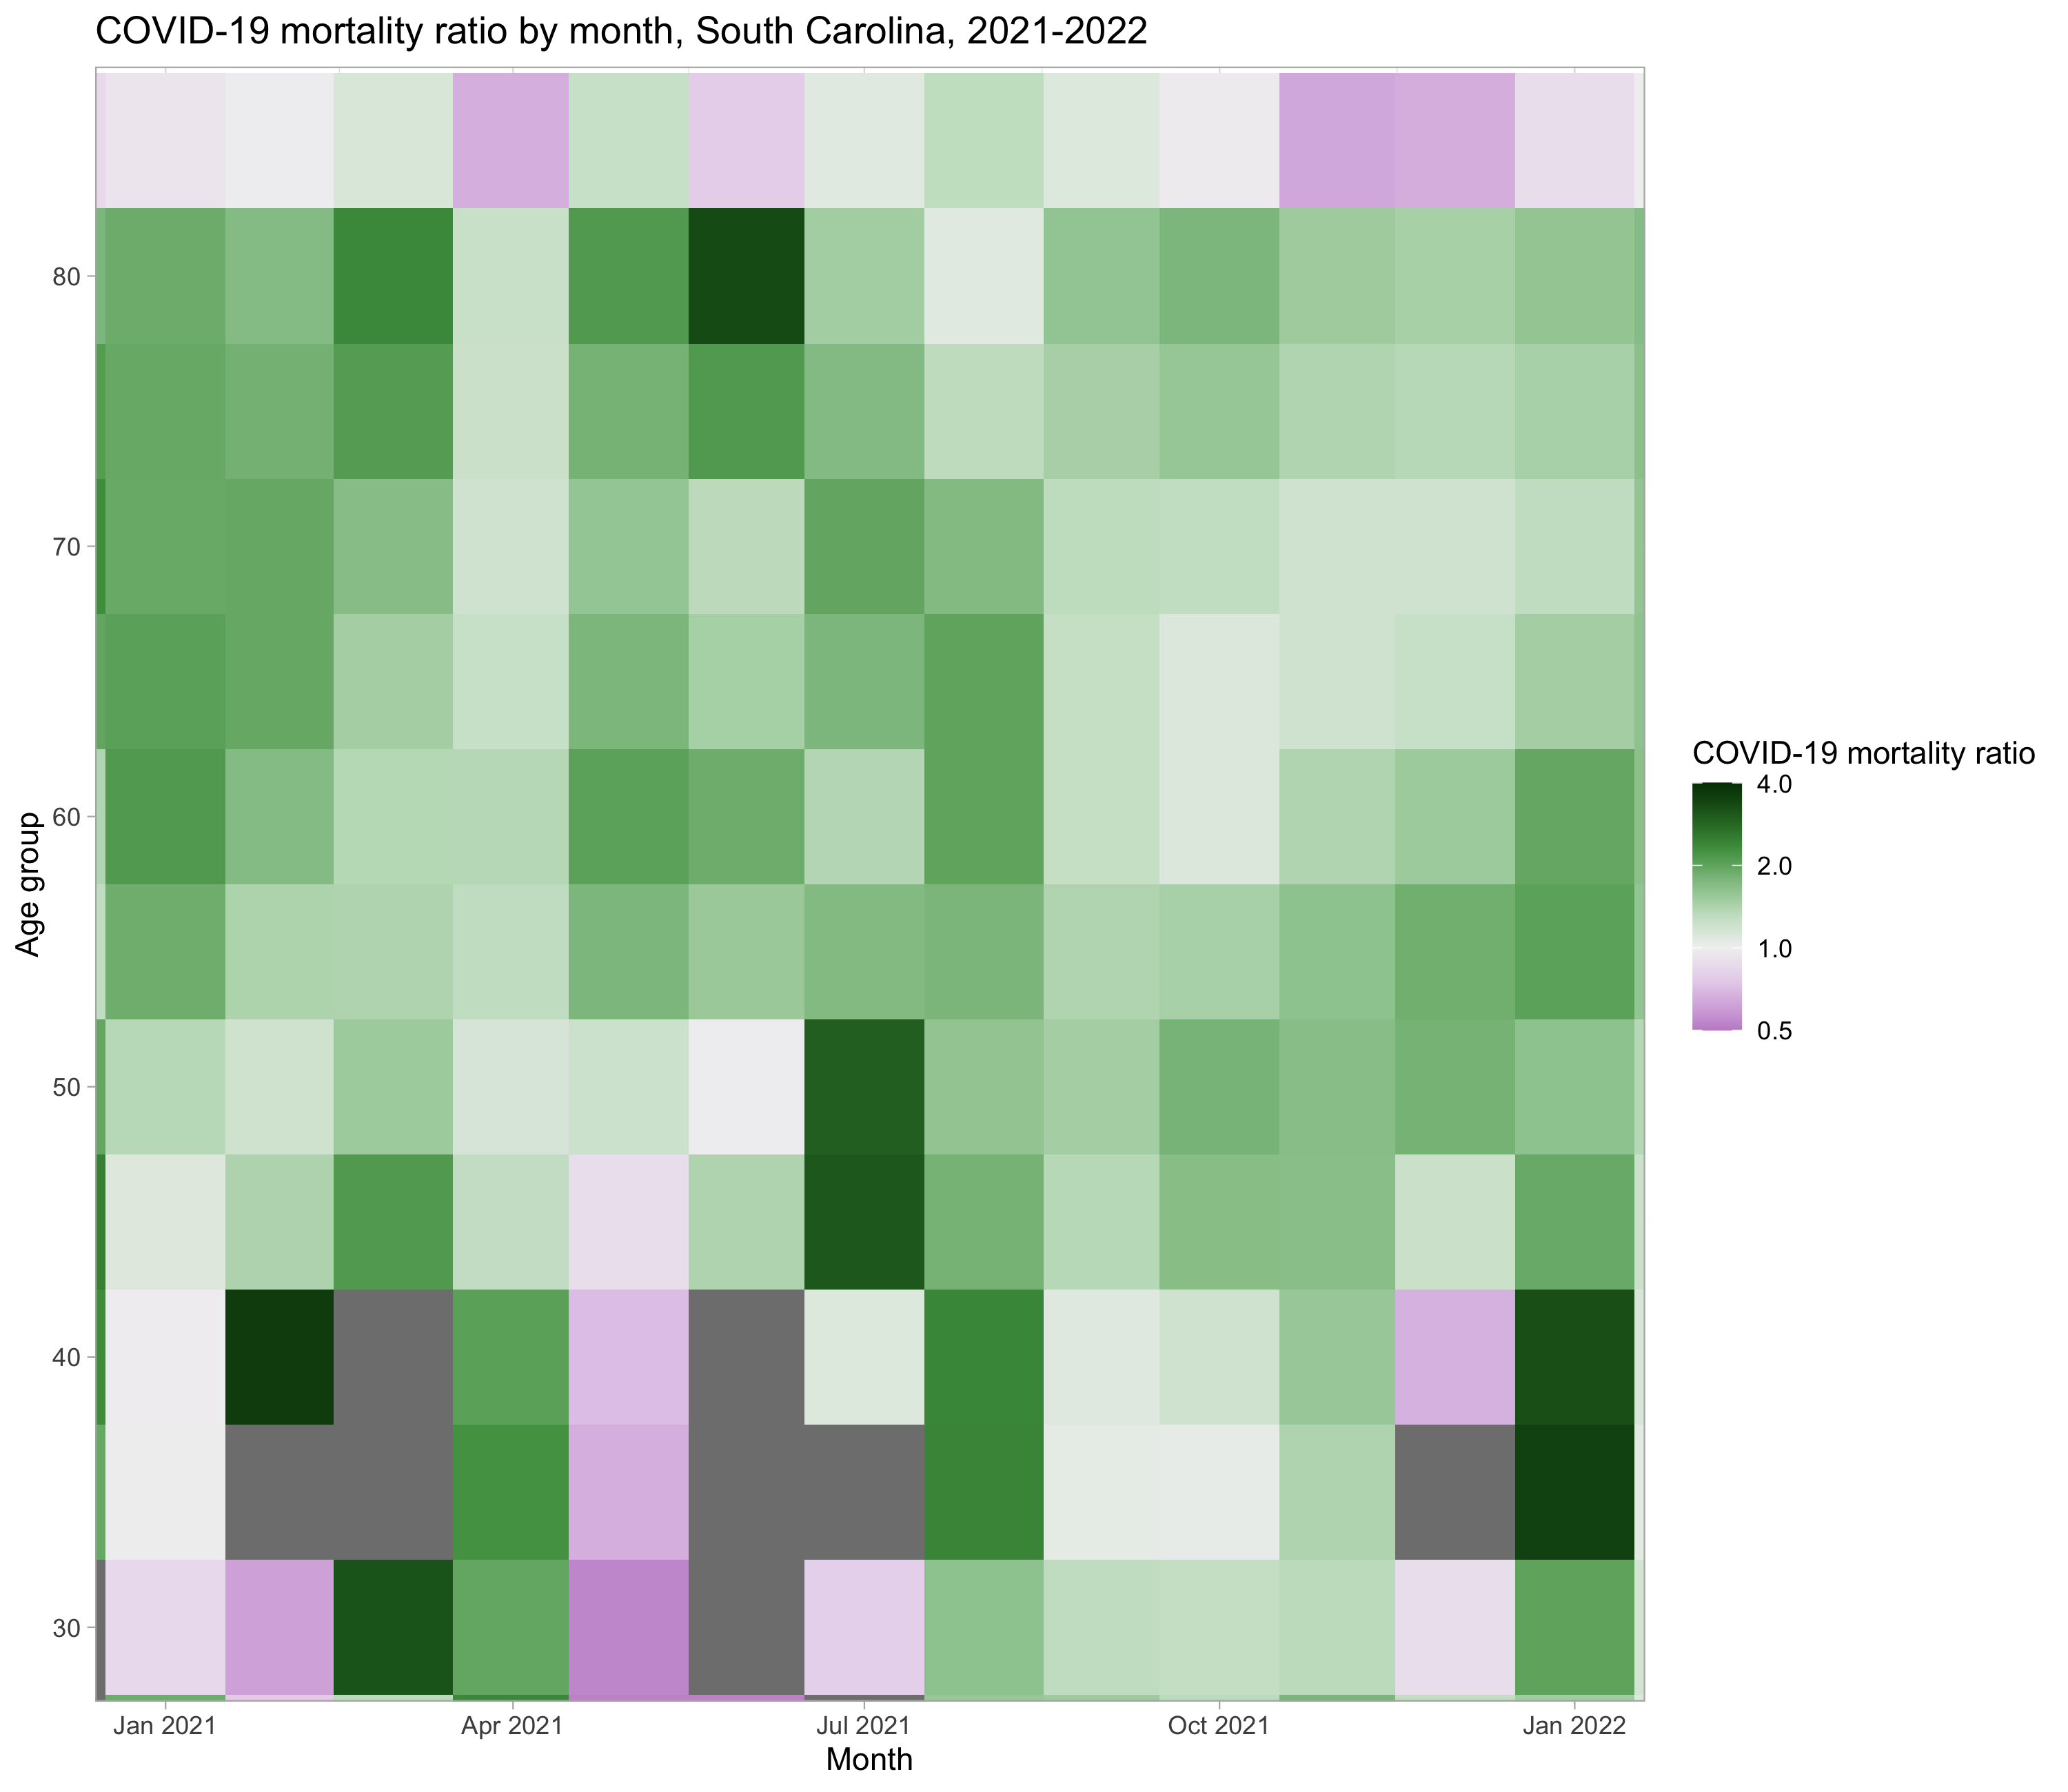 COVID-19 mortality ratio by month, South Carolina, 2021-2022
80
70
60
50
40
30
Age group
Jan 2021
Apr 2021
Jul 2021
Oct 2021
Jan 2022
Month
COVID-19 mortality ratio
4.0
2.0
1.0
0.5